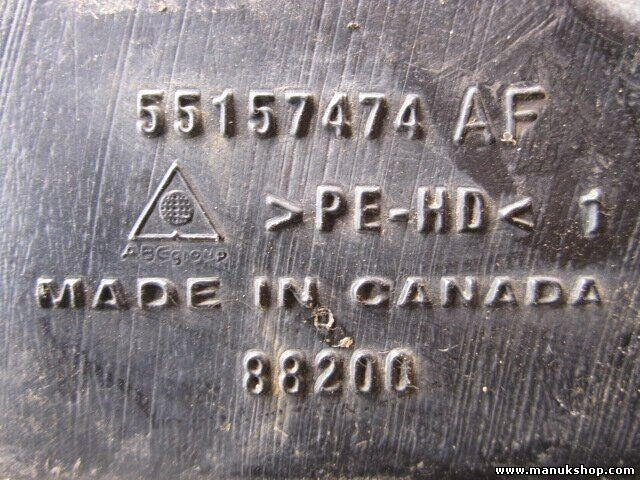 55157474 AF
>PE-HD< 1
ABCgroup
MADE IN CANADA
88200
www.manukshop.com